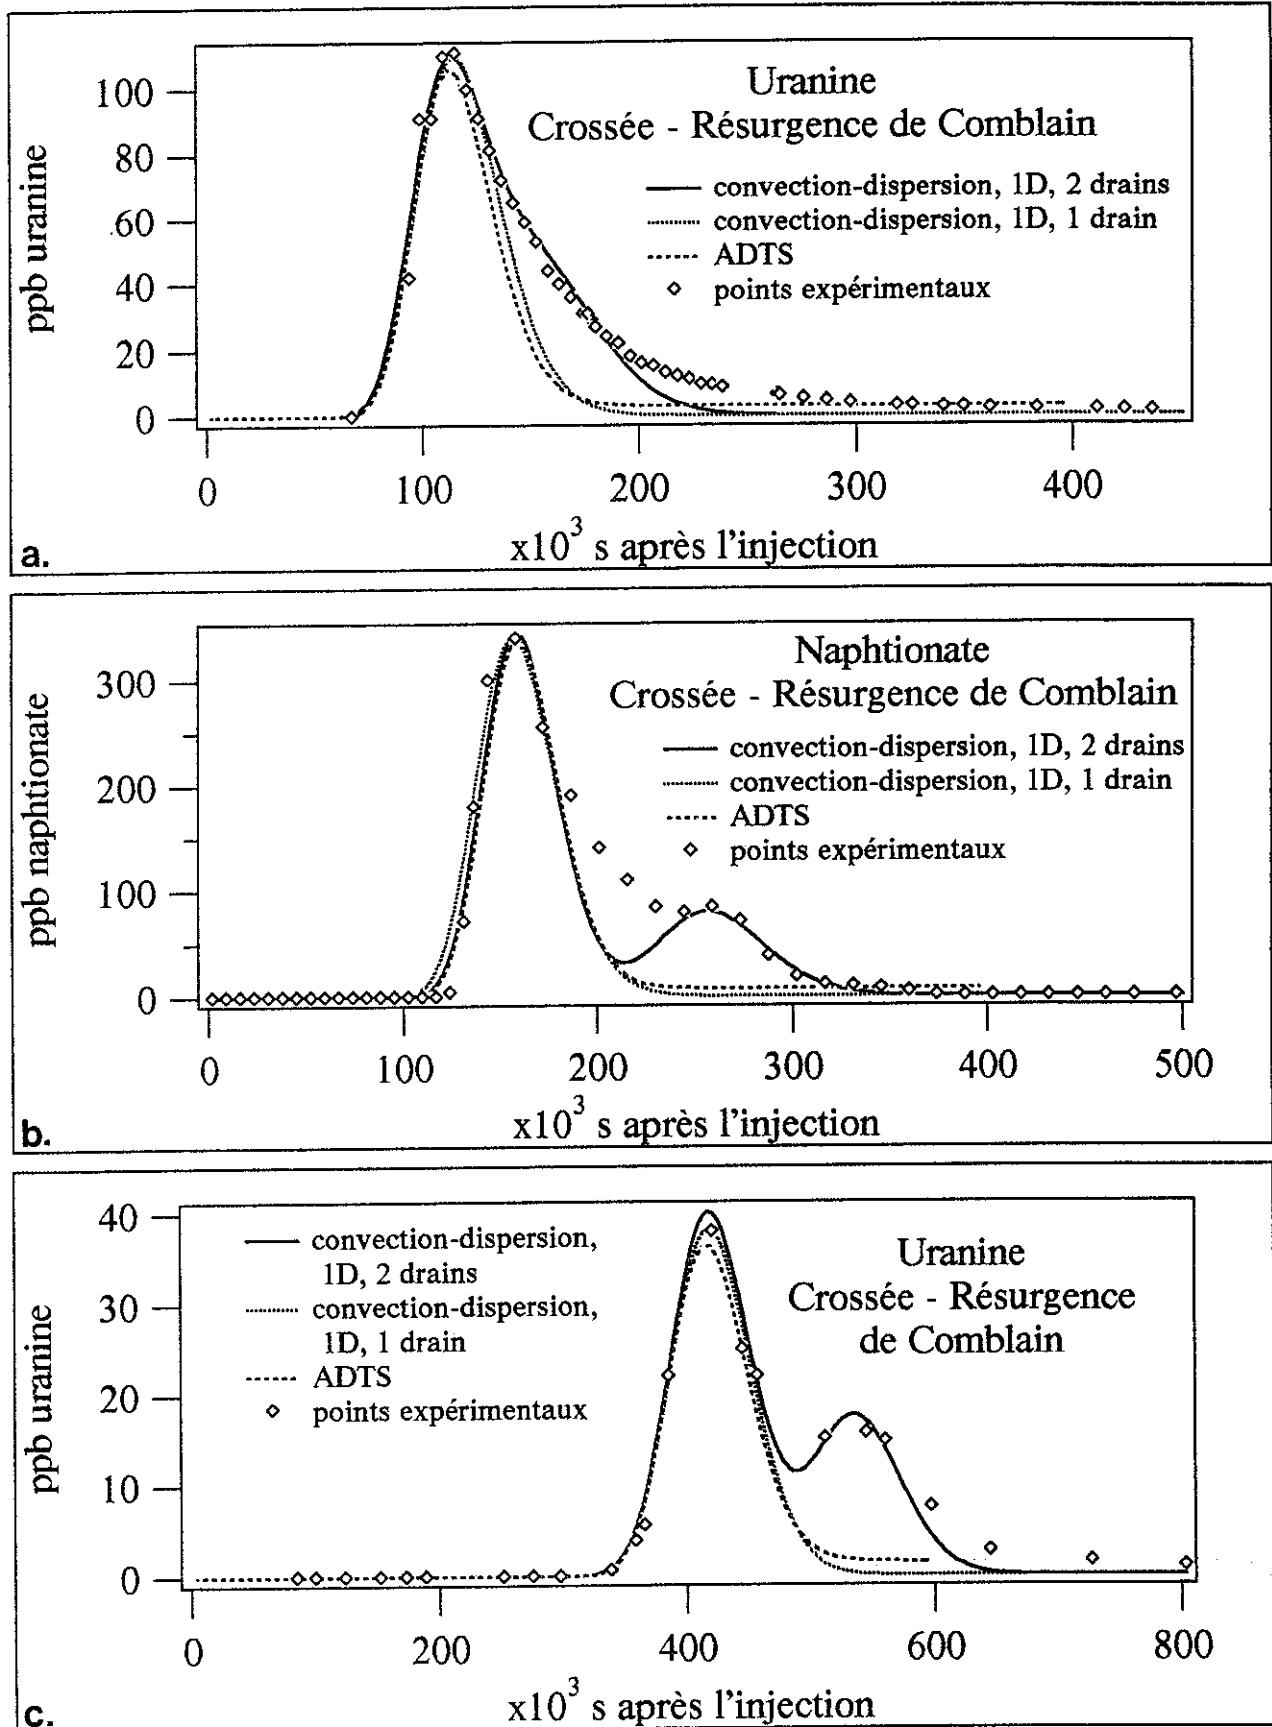 Uranine
Crossée - Résurgence de Comblain
convection-dispersion, 1D, 2 drains
convection-dispersion, 1D, 1 drain
ADTS
points expérimentaux
ppb uranine
100
80
60
40
20
0
0 100 200 300 400
x10³ s après l'injection
a.
Naphtionate
Crossée - Résurgence de Comblain
convection-dispersion, 1D, 2 drains
convection-dispersion, 1D, 1 drain
ADTS
points expérimentaux
ppb naphtionate
300
200
100
0
0 100 200 300 400 500
x10³ s après l'injection
b.
convection-dispersion,
1D, 2 drains
convection-dispersion,
1D, 1 drain
ADTS
points expérimentaux
Uranine
Crossée - Résurgence
de Comblain
ppb uranine
40
30
20
10
0
0 200 400 600 800
x10³ s après l'injection
c.